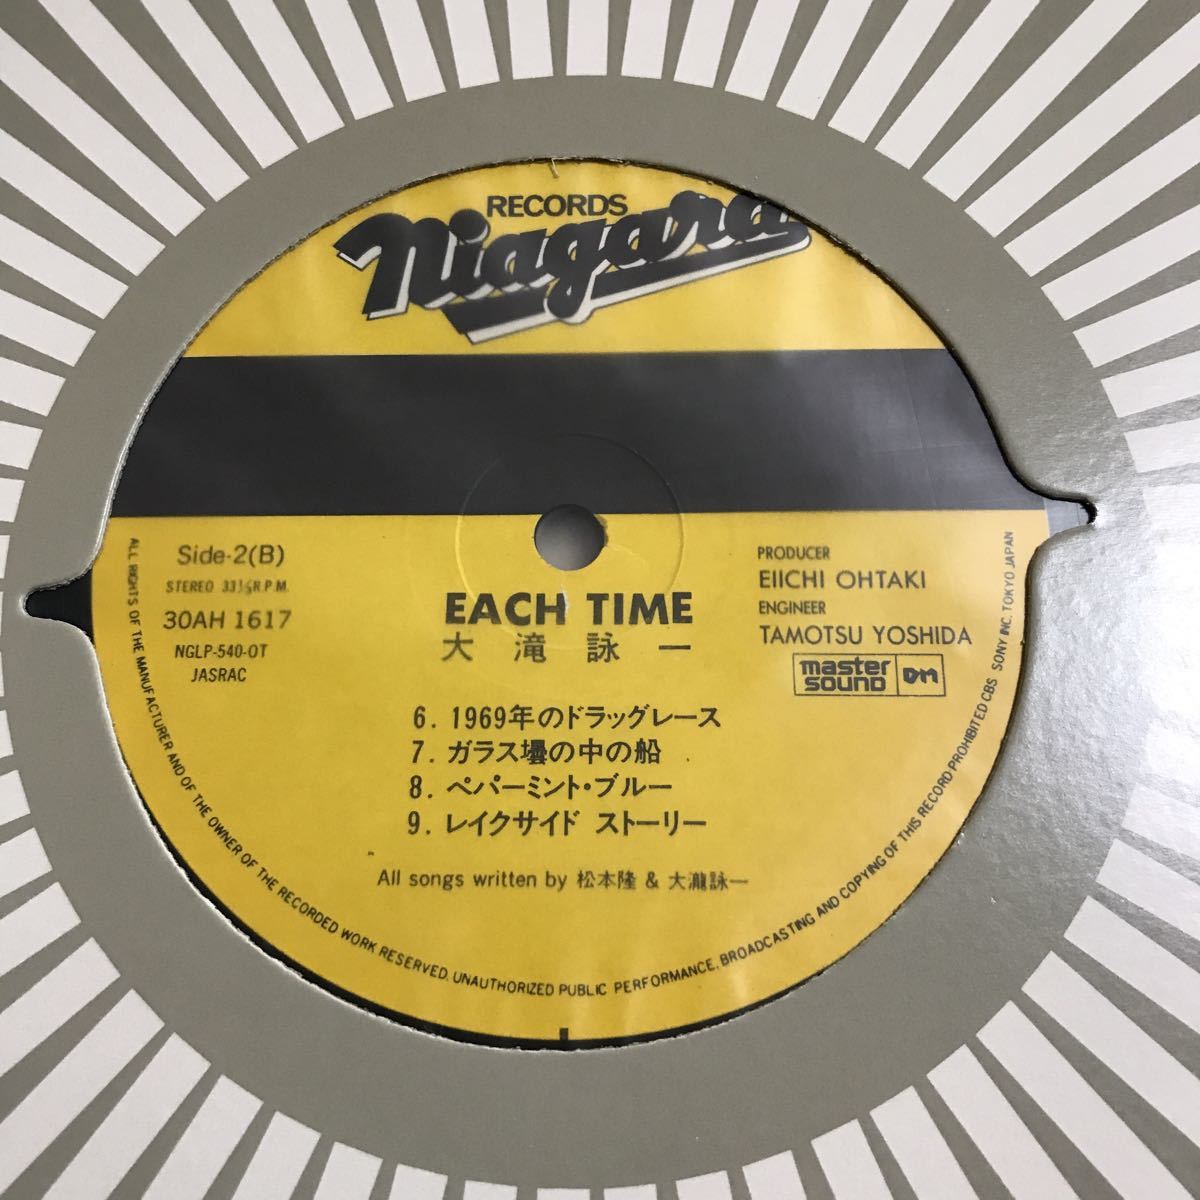 RECORDS
Niagara
Side-2(B)
STEREO 33⅓R.P.M.
30AH 1617
NGLP-540-OT
JASRAC
EACH TIME
大滝詠一
PRODUCER
EIICHI OHTAKI
ENGINEER
TAMOTSU YOSHIDA
master
SOUND
DM
6. 1969年のドラッグレース
7. ガラス壜の中の船
8. ペパーミント・ブルー
9. レイクサイド ストーリー
All songs written by 松本隆 & 大瀧詠一
ALL RIGHTS OF THE MANUFACTURER AND OF THE OWNER OF THE RECORDED WORK RESERVED. UNAUTHORIZED PUBLIC PERFORMANCE, BROADCASTING AND COPYING OF THIS RECORD PROHIBITED CBS SONY INC. TOKYO JAPAN